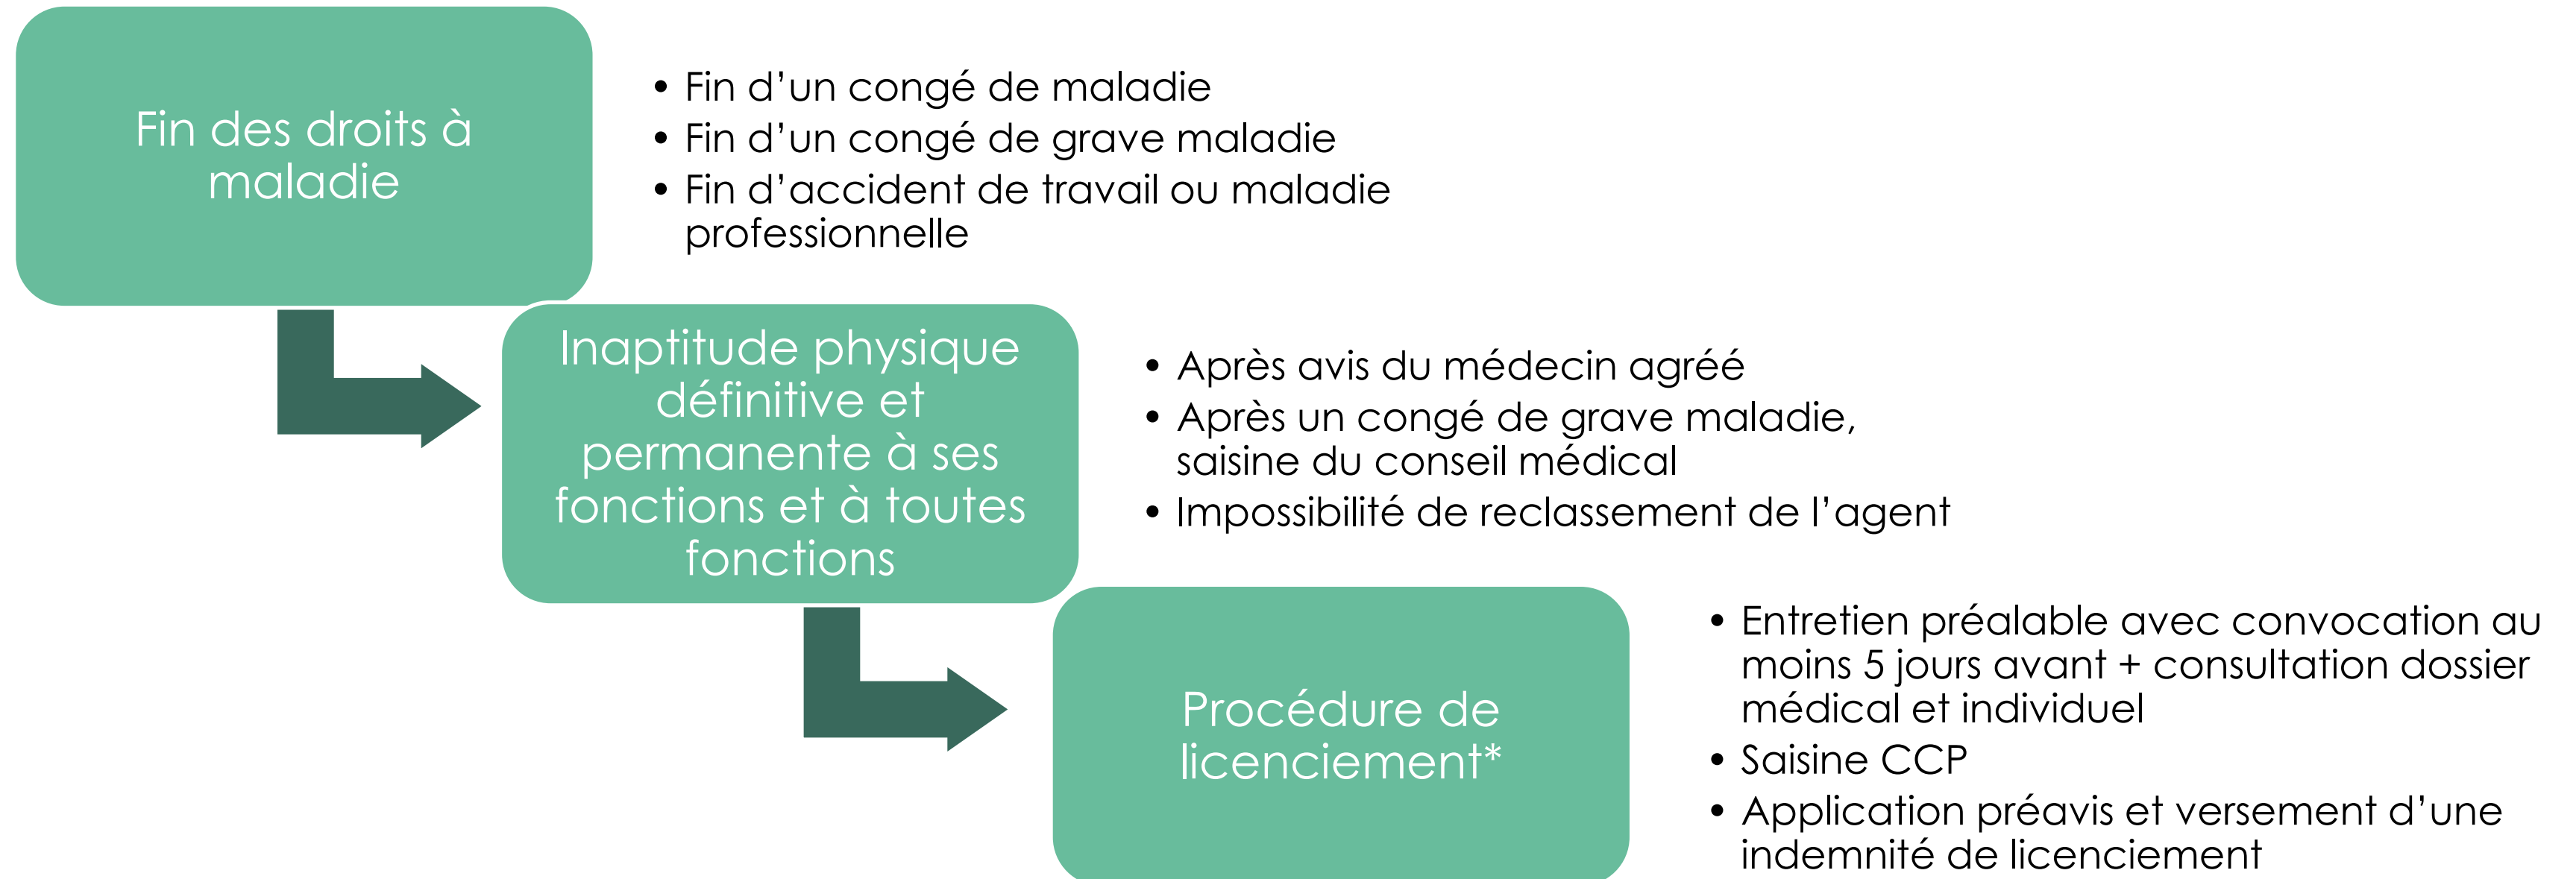 Fin des droits à
maladie
• Fin d’un congé de maladie
• Fin d’un congé de grave maladie
• Fin d’accident de travail ou maladie
professionnelle
Inaptitude physique
définitive et
permanente à ses
fonctions et à toutes
fonctions
• Après avis du médecin agréé
• Après un congé de grave maladie,
saisine du conseil médical
• Impossibilité de reclassement de l’agent
Procédure de
licenciement*
• Entretien préalable avec convocation au
moins 5 jours avant + consultation dossier
médical et individuel
• Saisine CCP
• Application préavis et versement d’une
indemnité de licenciement